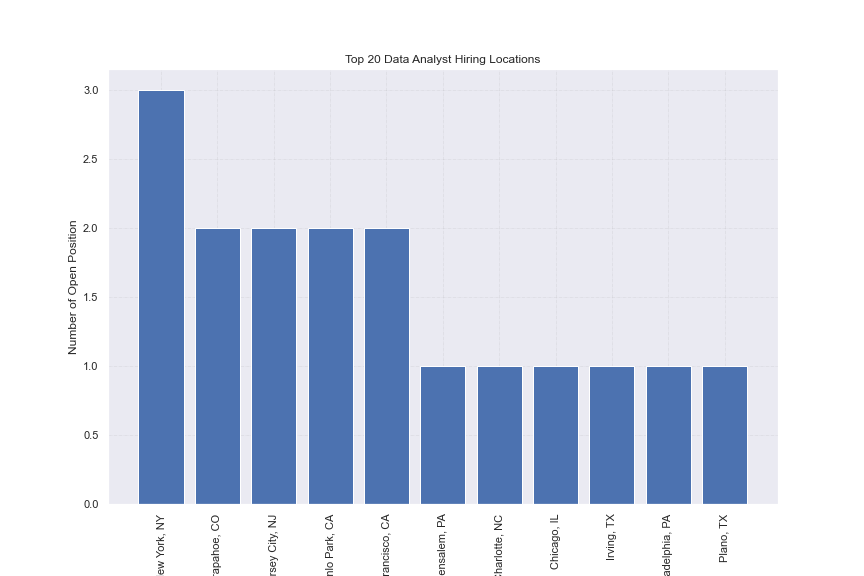 Top 20 Data Analyst Hiring Locations
Number of Open Position
3.0
2.5
2.0
1.5
1.0
0.5
0.0
ew York, NY
rapahoe, CO
rsey City, NJ
nlo Park, CA
rancisco, CA
ensalem, PA
Charlotte, NC
Chicago, IL
Irving, TX
adelphia, PA
Plano, TX